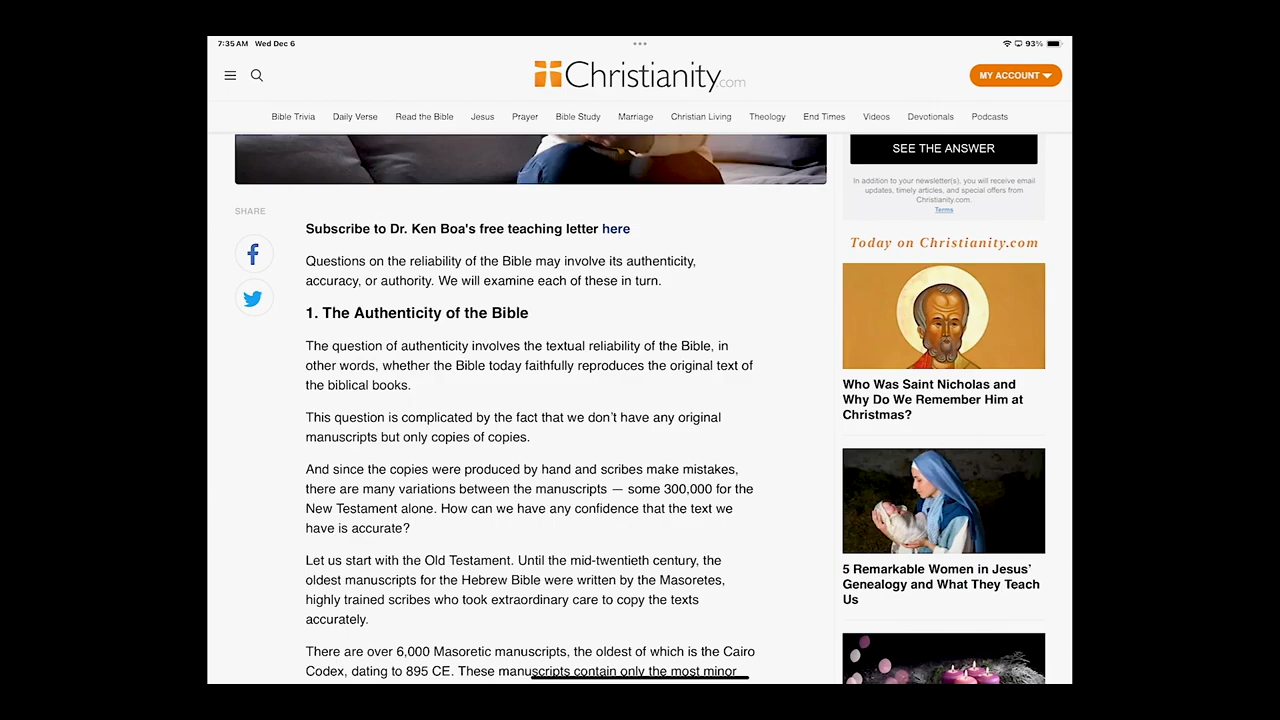 7:35 AM Wed Dec 6
93%
Christianity.com
MY ACCOUNT
Bible Trivia Daily Verse Read the Bible Jesus Prayer Bible Study Marriage Christian Living Theology End Times Videos Devotionals Podcasts
SHARE
Subscribe to Dr. Ken Boa's free teaching letter here
Questions on the reliability of the Bible may involve its authenticity,
accuracy, or authority. We will examine each of these in turn.
1. The Authenticity of the Bible
The question of authenticity involves the textual reliability of the Bible, in
other words, whether the Bible today faithfully reproduces the original text of
the biblical books.
This question is complicated by the fact that we don't have any original
manuscripts but only copies of copies.
And since the copies were produced by hand and scribes make mistakes,
there are many variations between the manuscripts — some 300,000 for the
New Testament alone. How can we have any confidence that the text we
have is accurate?
Let us start with the Old Testament. Until the mid-twentieth century, the
oldest manuscripts for the Hebrew Bible were written by the Masoretes,
highly trained scribes who took extraordinary care to copy the texts
accurately.
There are over 6,000 Masoretic manuscripts, the oldest of which is the Cairo
Codex, dating to 895 CE. These manuscripts contain only the most minor
SEE THE ANSWER
In addition to your newsletter(s), you will receive email
updates, timely articles, and special offers from
Christianity.com.
Terms
Today on Christianity.com
Who Was Saint Nicholas and
Why Do We Remember Him at
Christmas?
5 Remarkable Women in Jesus'
Genealogy and What They Teach
Us